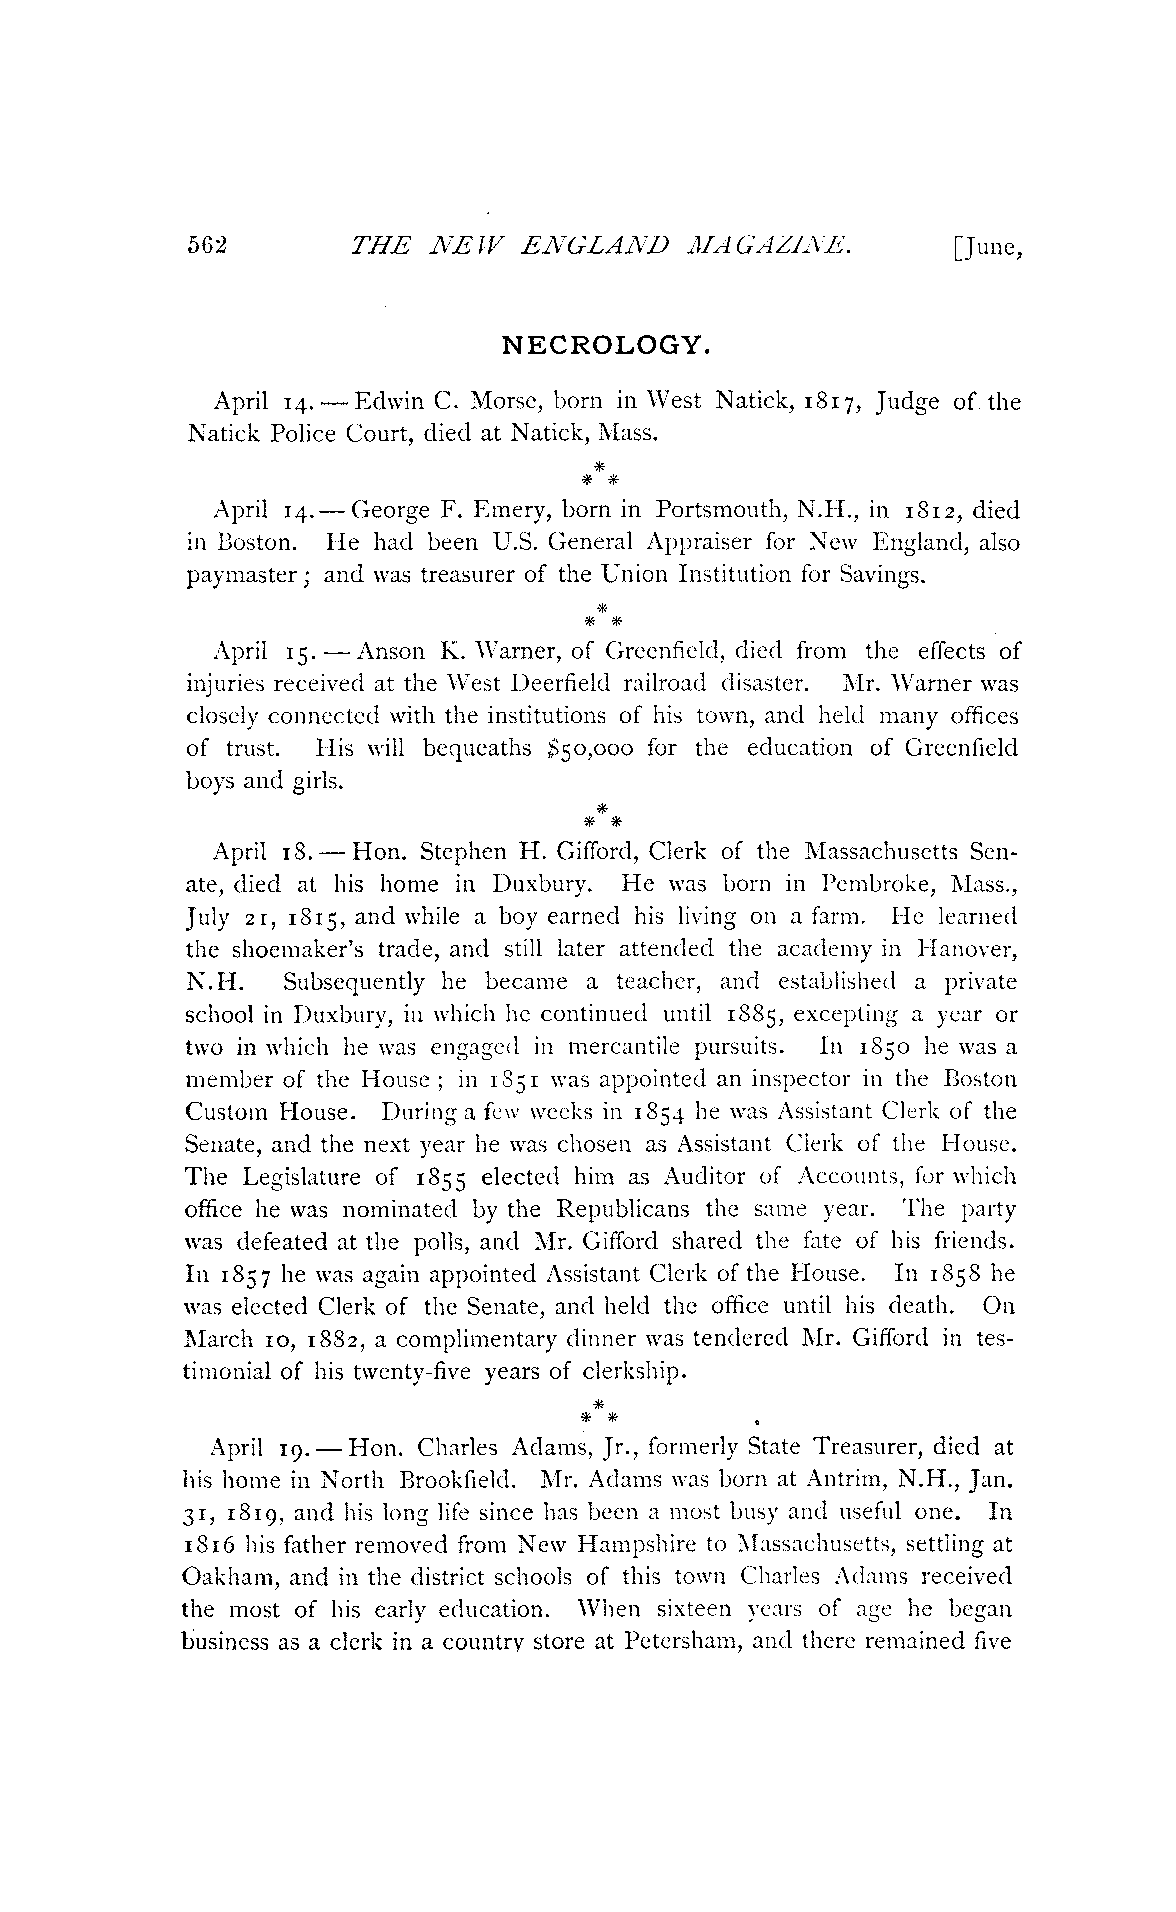 562 THE NEW ENGLAND MAGAZINE. [June,
NECROLOGY.
April 14. — Edwin C. Morse, born in West Natick, 1817, Judge of the
Natick Police Court, died at Natick, Mass.
*
* *
April 14. — George F. Emery, born in Portsmouth, N.H., in 1812, died
in Boston. He had been U.S. General Appraiser for New England, also
paymaster; and was treasurer of the Union Institution for Savings.
*
* *
April 15. — Anson K. Warner, of Greenfield, died from the effects of
injuries received at the West Deerfield railroad disaster. Mr. Warner was
closely connected with the institutions of his town, and held many offices
of trust. His will bequeaths $50,000 for the education of Greenfield
boys and girls.
*
* *
April 18. — Hon. Stephen H. Gifford, Clerk of the Massachusetts Sen-
ate, died at his home in Duxbury. He was born in Pembroke, Mass.,
July 21, 1815, and while a boy earned his living on a farm. He learned
the shoemaker's trade, and still later attended the academy in Hanover,
N.H. Subsequently he became a teacher, and established a private
school in Duxbury, in which he continued until 1885, excepting a year or
two in which he was engaged in mercantile pursuits. In 1850 he was a
member of the House; in 1851 was appointed an inspector in the Boston
Custom House. During a few weeks in 1854 he was Assistant Clerk of the
Senate, and the next year he was chosen as Assistant Clerk of the House.
The Legislature of 1855 elected him as Auditor of Accounts, for which
office he was nominated by the Republicans the same year. The party
was defeated at the polls, and Mr. Gifford shared the fate of his friends.
In 1857 he was again appointed Assistant Clerk of the House. In 1858 he
was elected Clerk of the Senate, and held the office until his death. On
March 10, 1882, a complimentary dinner was tendered Mr. Gifford in tes-
timonial of his twenty-five years of clerkship.
*
* *
April 19. — Hon. Charles Adams, Jr., formerly State Treasurer, died at
his home in North Brookfield. Mr. Adams was born at Antrim, N.H., Jan.
31, 1819, and his long life since has been a most busy and useful one. In
1816 his father removed from New Hampshire to Massachusetts, settling at
Oakham, and in the district schools of this town Charles Adams received
the most of his early education. When sixteen years of age he began
business as a clerk in a country store at Petersham, and there remained five